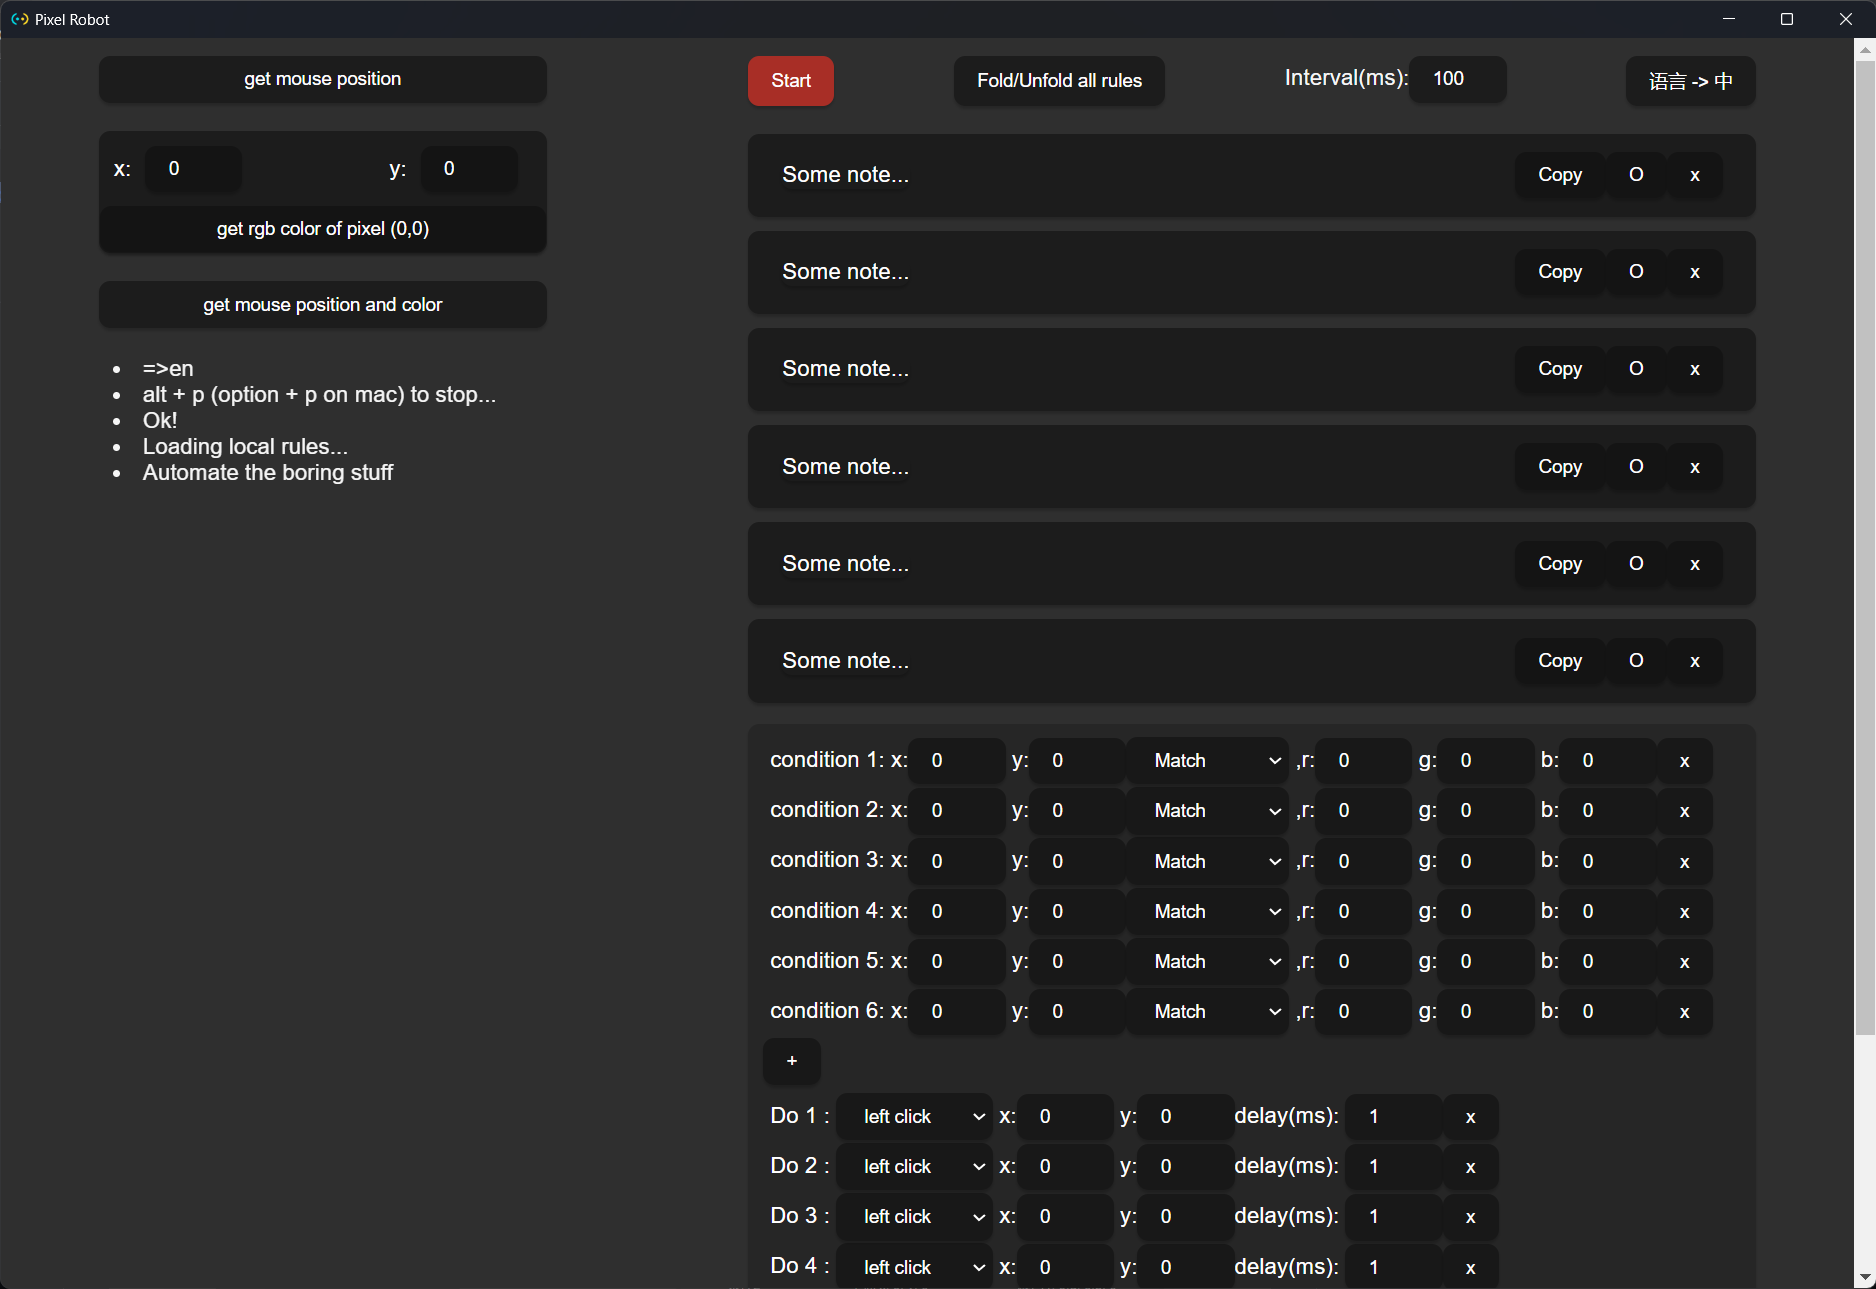 Pixel Robot
get mouse position
x: 0 y: 0
get rgb color of pixel (0,0)
get mouse position and color
=>en
alt + p (option + p on mac) to stop...
Ok!
Loading local rules...
Automate the boring stuff
Start Fold/Unfold all rules Interval(ms): 100 语言 -> 中
Some note... Copy O x
Some note... Copy O x
Some note... Copy O x
Some note... Copy O x
Some note... Copy O x
Some note... Copy O x
condition 1: x: 0 y: 0 Match ,r: 0 g: 0 b: 0 x
condition 2: x: 0 y: 0 Match ,r: 0 g: 0 b: 0 x
condition 3: x: 0 y: 0 Match ,r: 0 g: 0 b: 0 x
condition 4: x: 0 y: 0 Match ,r: 0 g: 0 b: 0 x
condition 5: x: 0 y: 0 Match ,r: 0 g: 0 b: 0 x
condition 6: x: 0 y: 0 Match ,r: 0 g: 0 b: 0 x
+
Do 1 : left click x: 0 y: 0 delay(ms): 1 x
Do 2 : left click x: 0 y: 0 delay(ms): 1 x
Do 3 : left click x: 0 y: 0 delay(ms): 1 x
Do 4 : left click x: 0 y: 0 delay(ms): 1 x